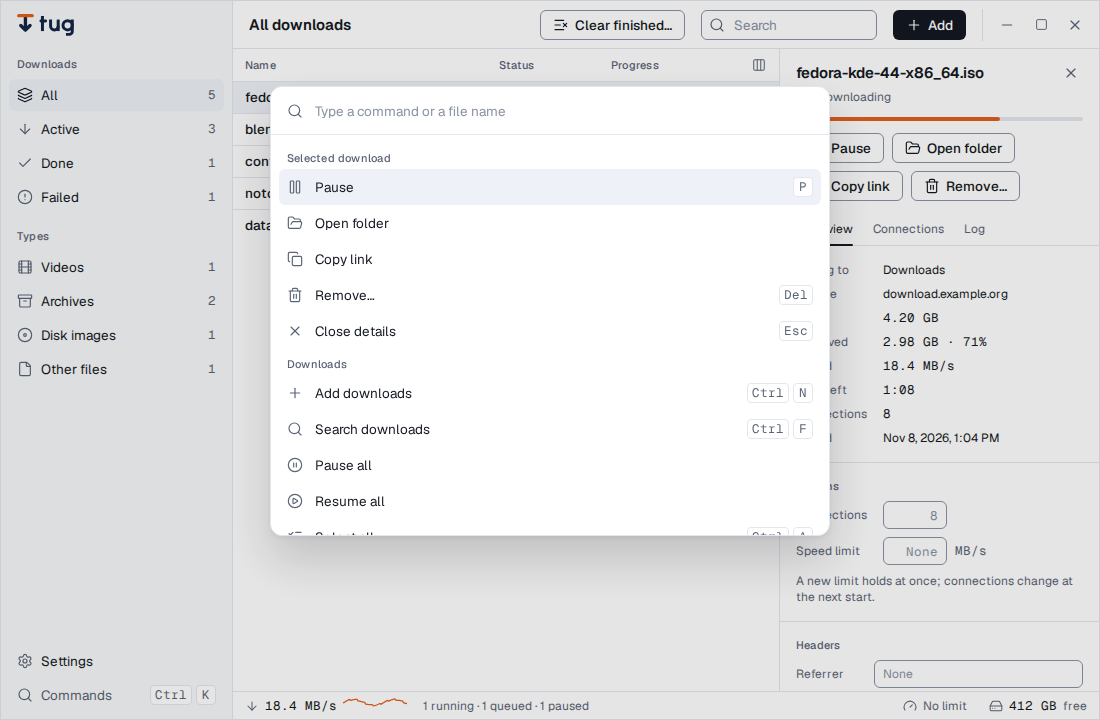 tug
All downloads
Clear finished…
Search
Add
Downloads
All 5
Active 3
Done 1
Failed 1
Types
Videos 1
Archives 2
Disk images 1
Other files 1
Settings
Commands Ctrl K
Name Status Progress
Type a command or a file name
Selected download
Pause P
Open folder
Copy link
Remove… Del
Close details Esc
Downloads
Add downloads Ctrl N
Search downloads Ctrl F
Pause all
Resume all
fedora-kde-44-x86_64.iso
Pause
Open folder
Copy link
Remove…
Connections
Log
Downloads
download.example.org
4.20 GB
2.98 GB · 71%
18.4 MB/s
1:08
8
Nov 8, 2026, 1:04 PM
8
Speed limit None MB/s
A new limit holds at once; connections change at
the next start.
Headers
Referrer None
18.4 MB/s
1 running · 1 queued · 1 paused
No limit
412 GB free